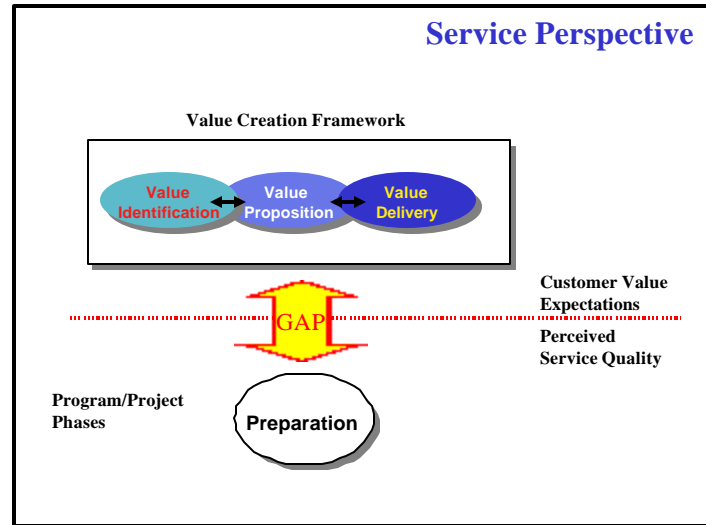 Service Perspective
Value Creation Framework
Value
Identification
Value
Proposition
Value
Delivery
Customer Value
Expectations
GAP
Perceived
Service Quality
Program/Project
Phases
Preparation